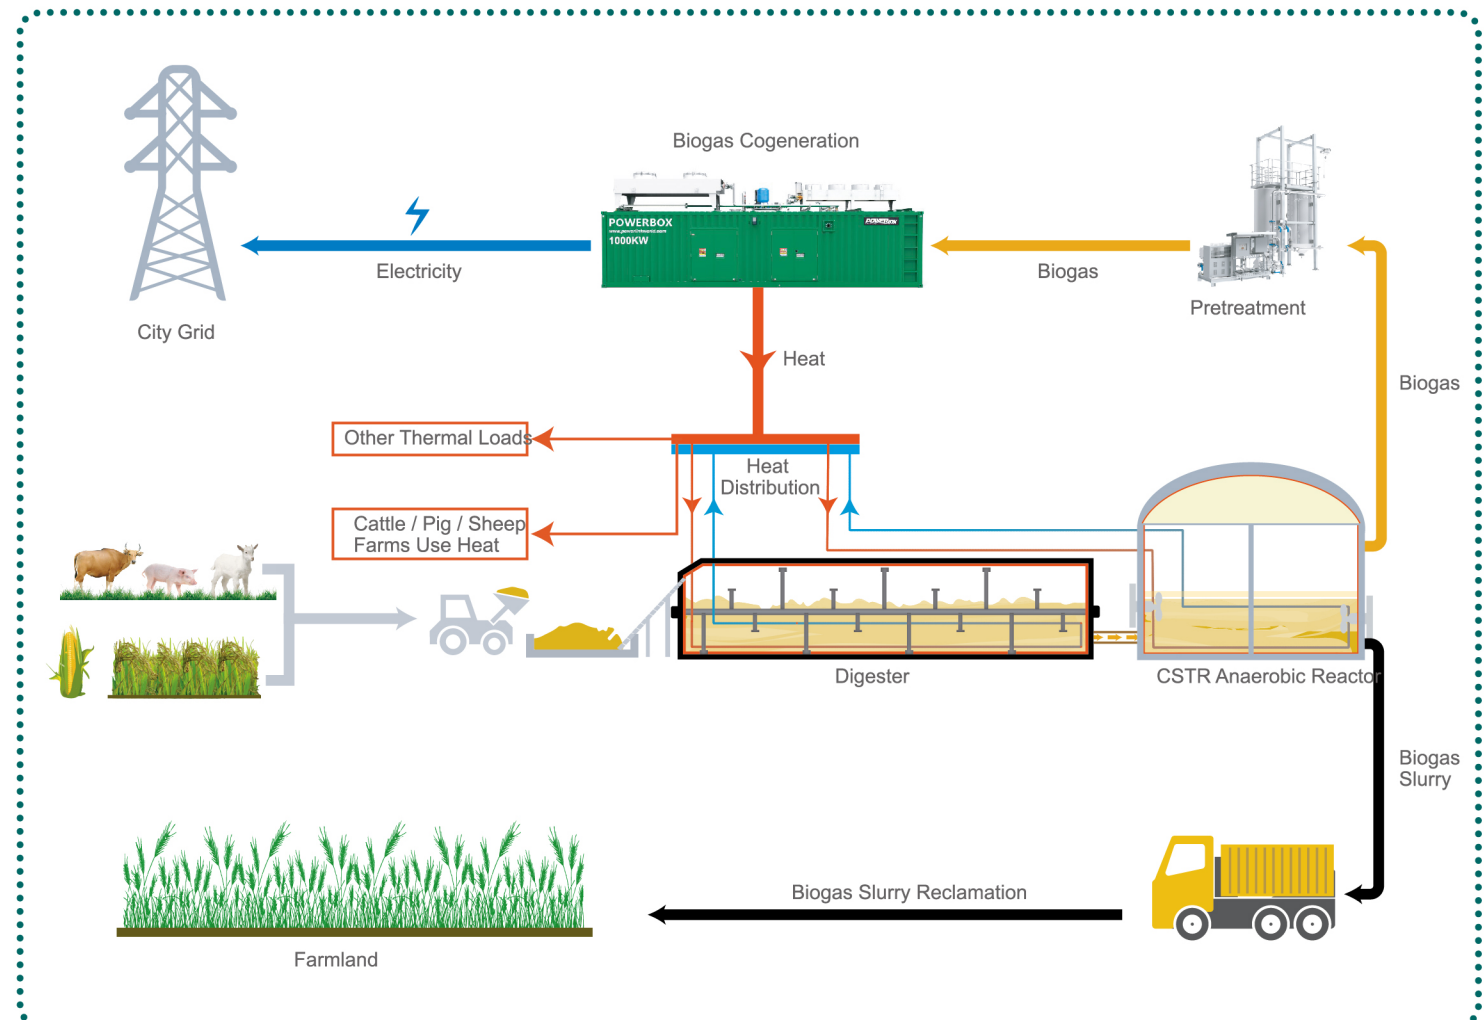 Biogas Cogeneration
POWERBOX
1000KW
POWERBOX
Electricity
Biogas
Pretreatment
City Grid
Heat
Biogas
Other Thermal Loads
Heat
Distribution
Cattle / Pig / Sheep
Farms Use Heat
Digester
CSTR Anaerobic Reactor
Biogas
Slurry
Biogas Slurry Reclamation
Farmland